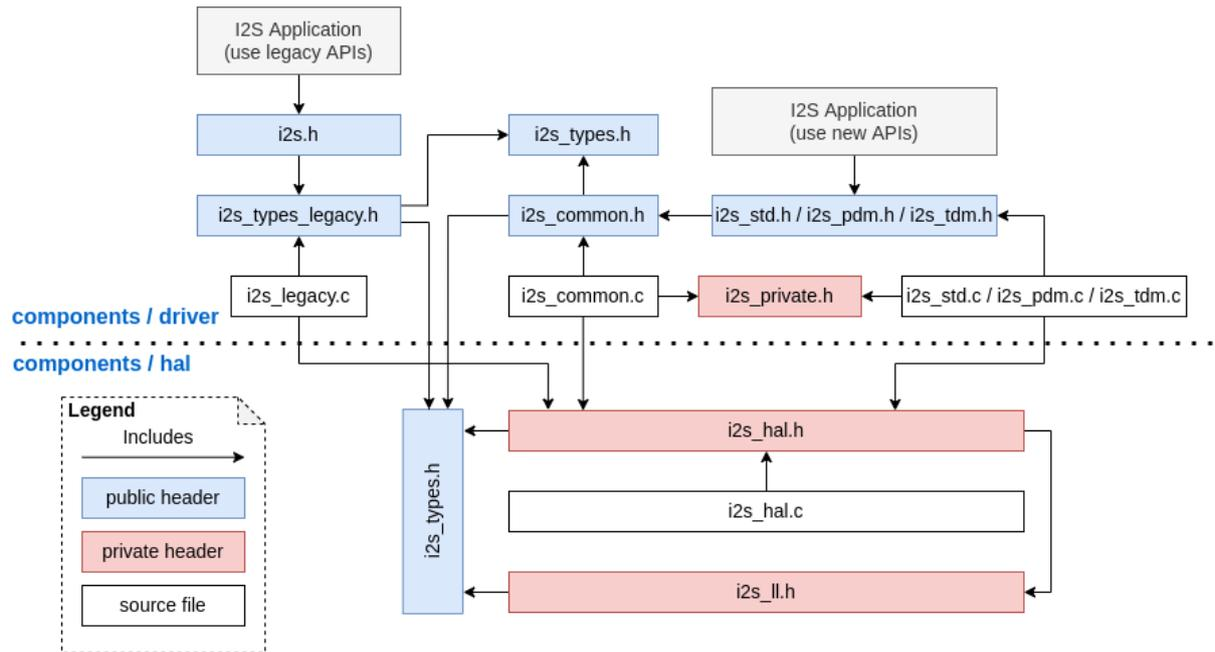 I2S Application
(use legacy APIs)
I2S Application
(use new APIs)
i2s.h
i2s_types.h
i2s_types_legacy.h
i2s_common.h
i2s_std.h / i2s_pdm.h / i2s_tdm.h
i2s_legacy.c
i2s_common.c
i2s_private.h
i2s_std.c / i2s_pdm.c / i2s_tdm.c
components / driver
components / hal
Legend
Includes
public header
private header
source file
i2s_types.h
i2s_hal.h
i2s_hal.c
i2s_ll.h